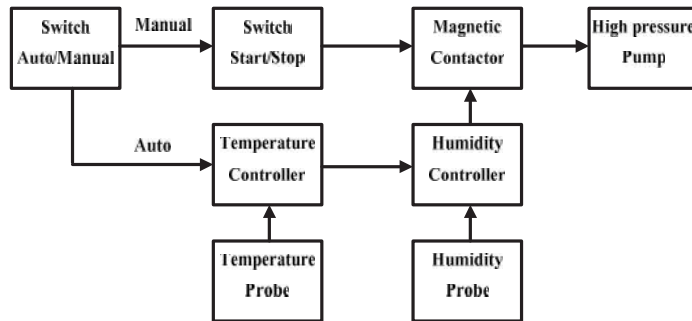 Switch
Auto/Manual
Manual
Switch
Start/Stop
Magnetic
Contactor
High pressure
Pump
Auto
Temperature
Controller
Humidity
Controller
Temperature
Probe
Humidity
Probe